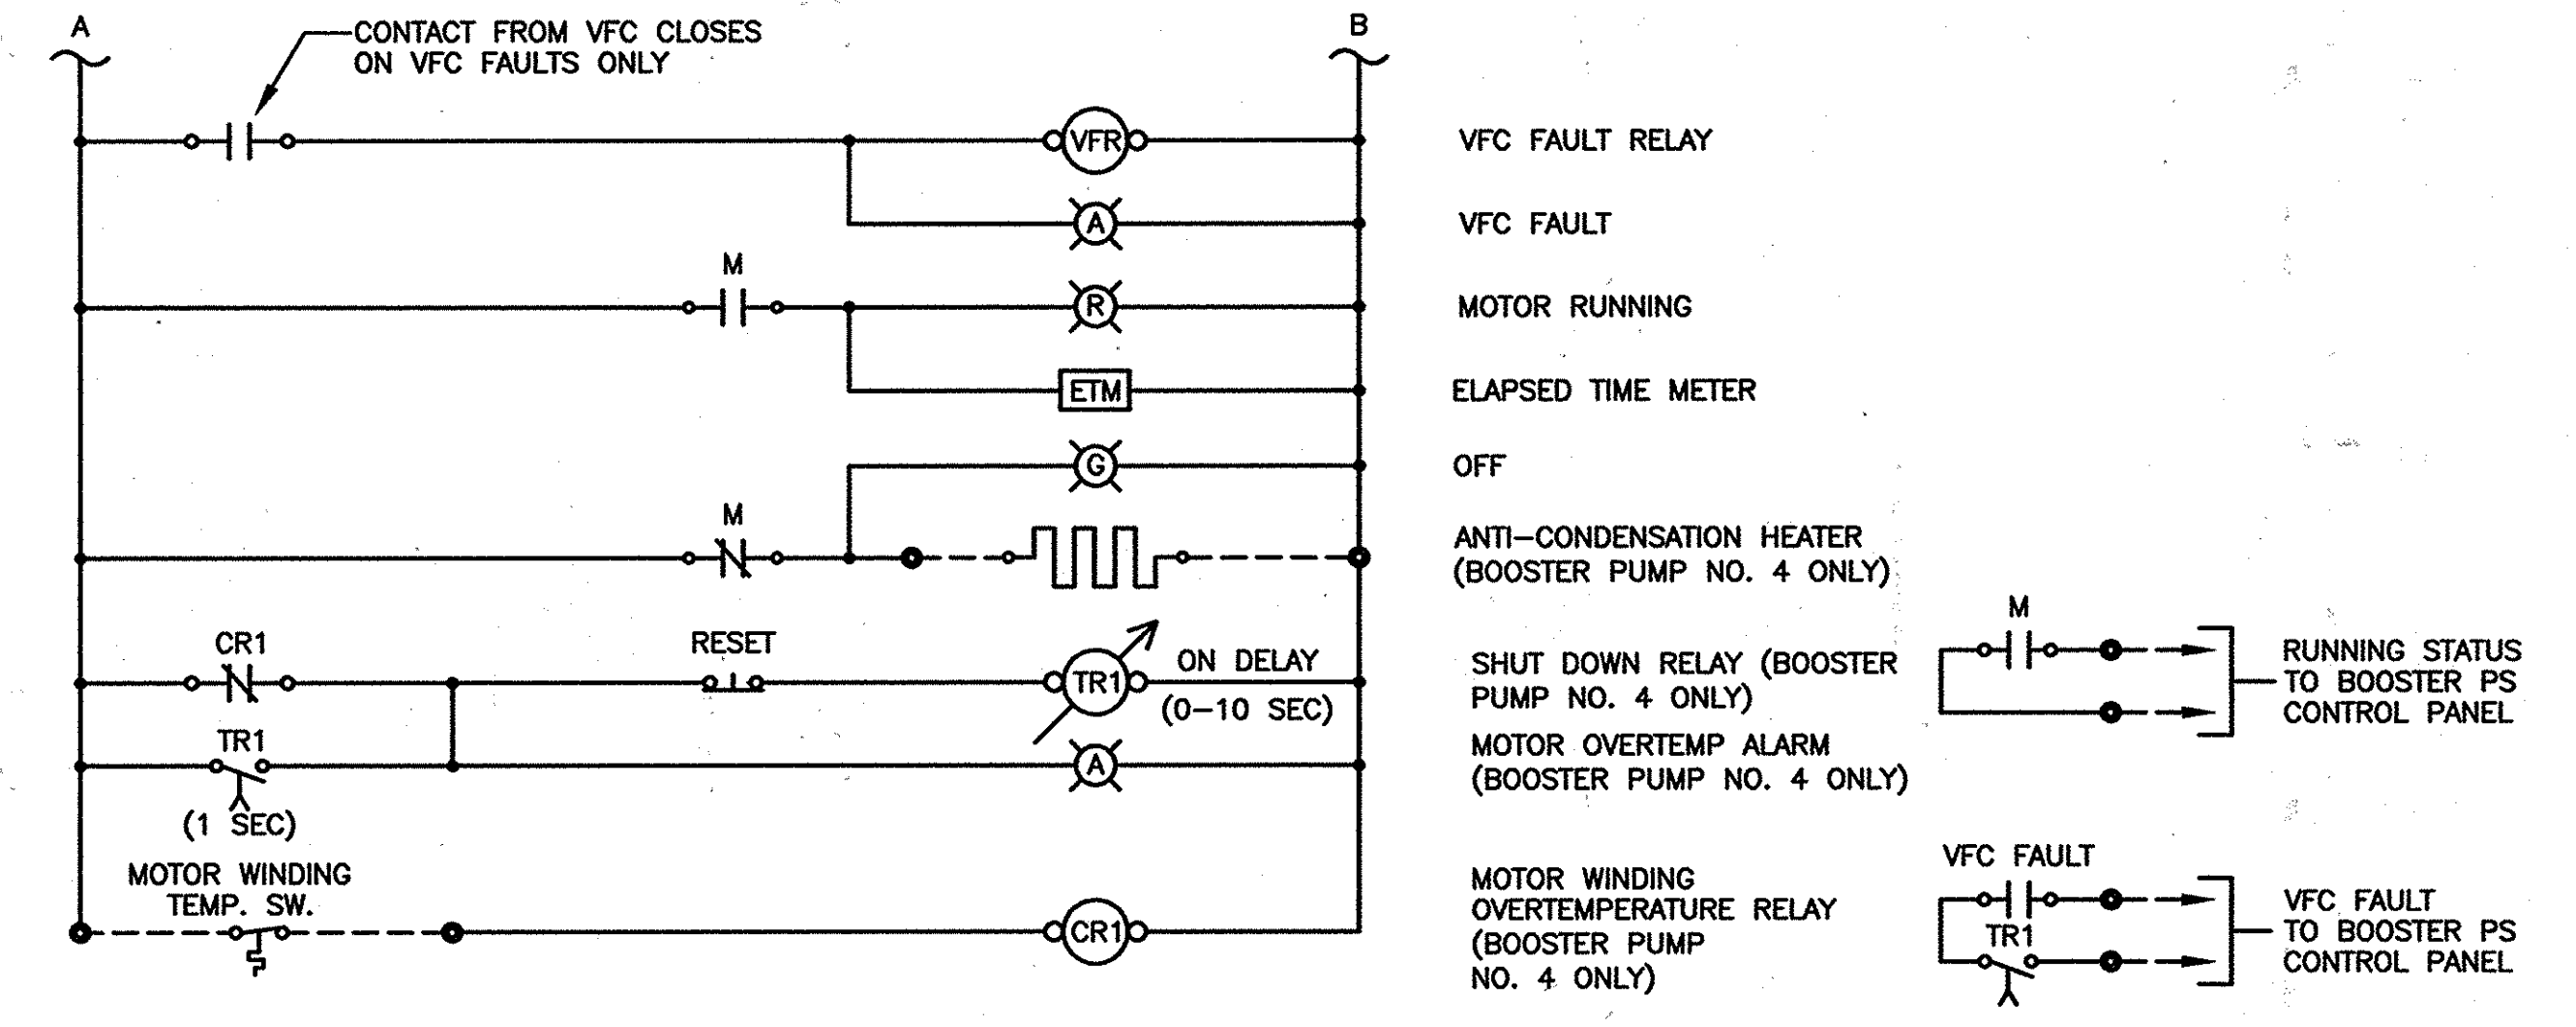 A
CONTACT FROM VFC CLOSES
ON VFC FAULTS ONLY
B
VFR
VFC FAULT RELAY
A
VFC FAULT
M
R
MOTOR RUNNING
ETM
ELAPSED TIME METER
G
OFF
M
ANTI-CONDENSATION HEATER
(BOOSTER PUMP NO. 4 ONLY)
CR1
RESET
TR1
ON DELAY
(0-10 SEC)
SHUT DOWN RELAY (BOOSTER
PUMP NO. 4 ONLY)
M
RUNNING STATUS
TO BOOSTER PS
CONTROL PANEL
TR1
(1 SEC)
A
MOTOR OVERTEMP ALARM
(BOOSTER PUMP NO. 4 ONLY)
MOTOR WINDING
TEMP. SW.
CR1
MOTOR WINDING
OVERTEMPERATURE RELAY
(BOOSTER PUMP
NO. 4 ONLY)
VFC FAULT
TR1
VFC FAULT
TO BOOSTER PS
CONTROL PANEL